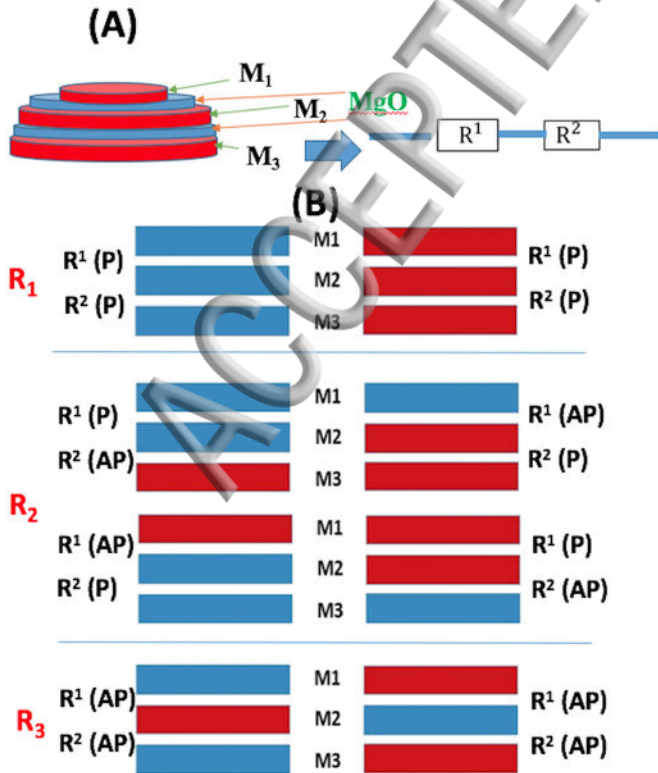 (A)
M₁
MgO
M₂
M₃
R¹ R²
(B)
M1
R¹ (P) R¹ (P)
R₁ M2
R² (P) R² (P)
M3
M1
R¹ (P) R¹ (AP)
M2
R² (AP) R² (P)
M3
R₂
M1
R¹ (AP) R¹ (P)
M2
R² (P) R² (AP)
M3
M1
R¹ (AP) R¹ (AP)
R₃ M2
R² (AP) R² (AP)
M3
ACCEPTE